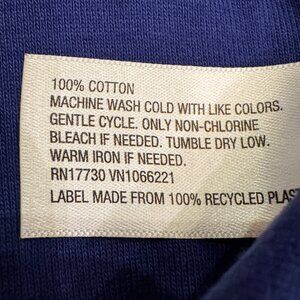 100% COTTON
MACHINE WASH COLD WITH LIKE COLORS.
GENTLE CYCLE. ONLY NON-CHLORINE
BLEACH IF NEEDED. TUMBLE DRY LOW.
WARM IRON IF NEEDED.
RN17730 VN1066221
LABEL MADE FROM 100% RECYCLED PLAS